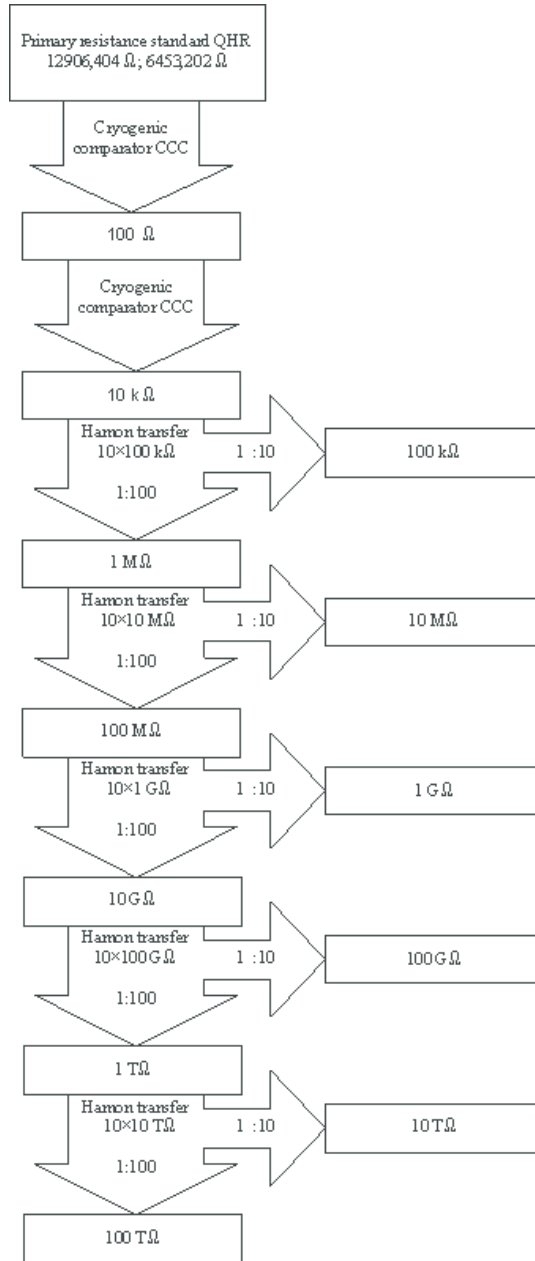 Primary resistance standard QHR
12906,404 Ω; 6453,202 Ω
Cryogenic
comparator CCC
100 Ω
Cryogenic
comparator CCC
10 kΩ
Hamon transfer
10×100 kΩ
1 :10
100 kΩ
1:100
1 MΩ
Hamon transfer
10×10 MΩ
1 :10
10 MΩ
1:100
100 MΩ
Hamon transfer
10×1 GΩ
1 :10
1 GΩ
1:100
10GΩ
Hamon transfer
10×100GΩ
1 :10
100GΩ
1:100
1 TΩ
Hamon transfer
10×10 TΩ
1 :10
10TΩ
1:100
100 TΩ